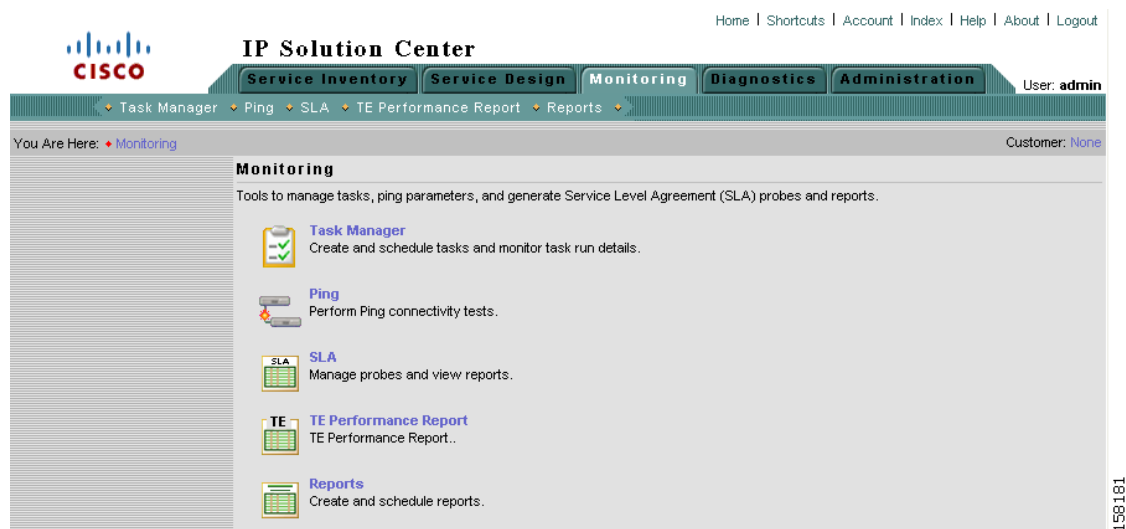 Home | Shortcuts | Account | Index | Help | About | Logout
CISCO
IP Solution Center
Service Inventory Service Design Monitoring Diagnostics Administration
User: admin
Task Manager Ping SLA TE Performance Report Reports
You Are Here: Monitoring
Customer: None
Monitoring
Tools to manage tasks, ping parameters, and generate Service Level Agreement (SLA) probes and reports.
Task Manager
Create and schedule tasks and monitor task run details.
Ping
Perform Ping connectivity tests.
SLA
SLA
Manage probes and view reports.
TE
TE Performance Report
TE Performance Report..
Reports
Create and schedule reports.
158181